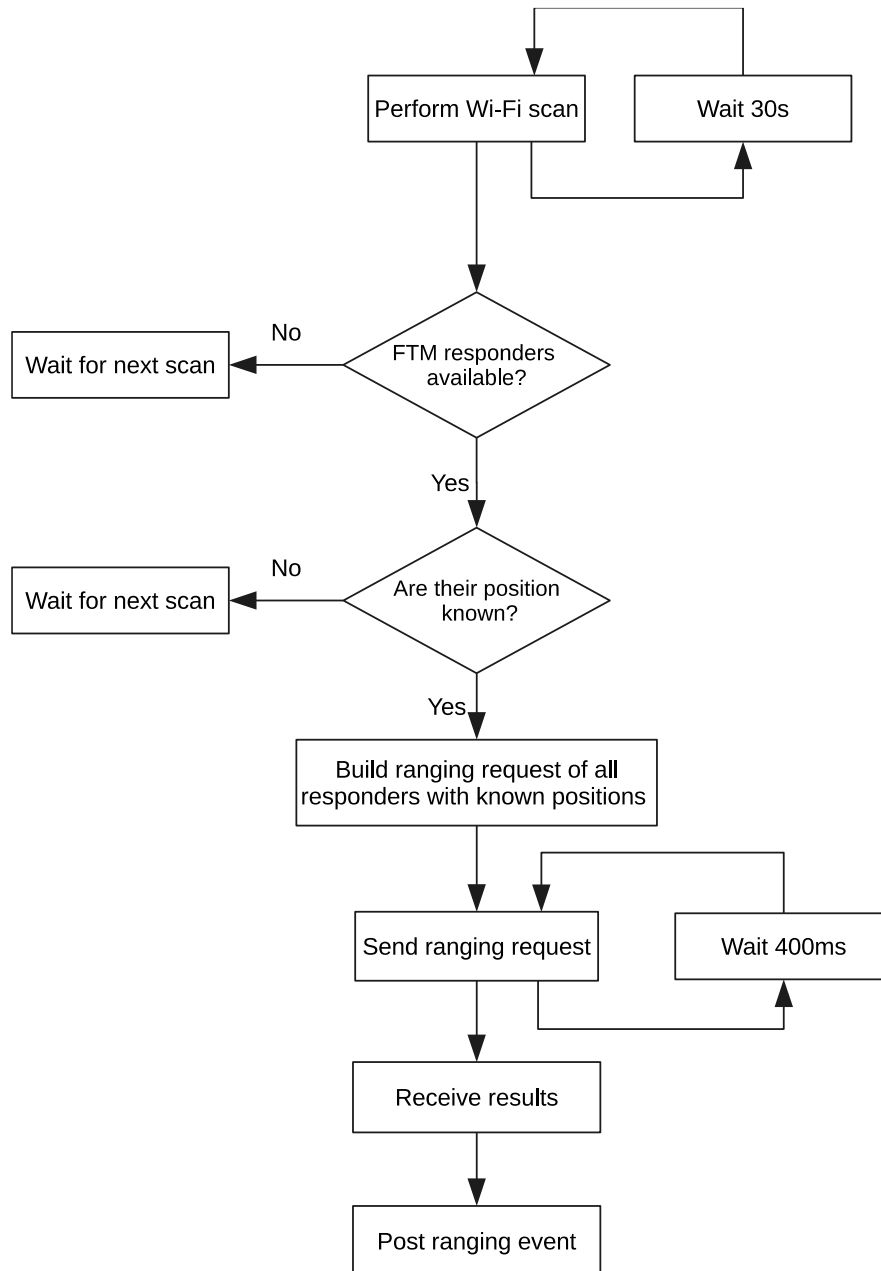 Perform Wi-Fi scan
Wait 30s
FTM responders
available?
No
Wait for next scan
Yes
Are their position
known?
No
Wait for next scan
Yes
Build ranging request of all
responders with known positions
Send ranging request
Wait 400ms
Receive results
Post ranging event